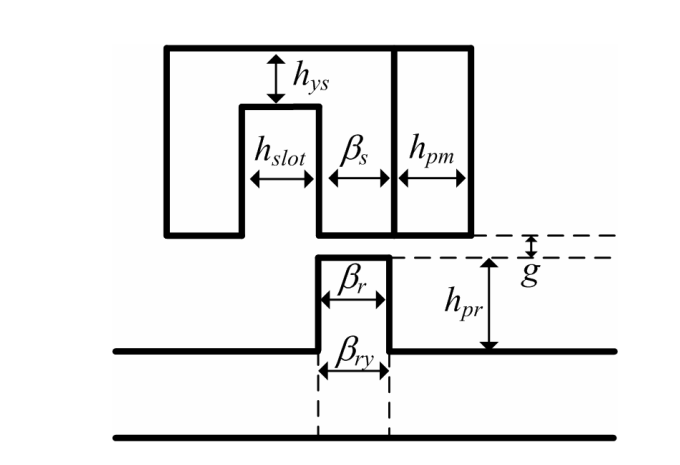 h_ys
h_slot β_s h_pm
g
β_r
h_pr
β_ry